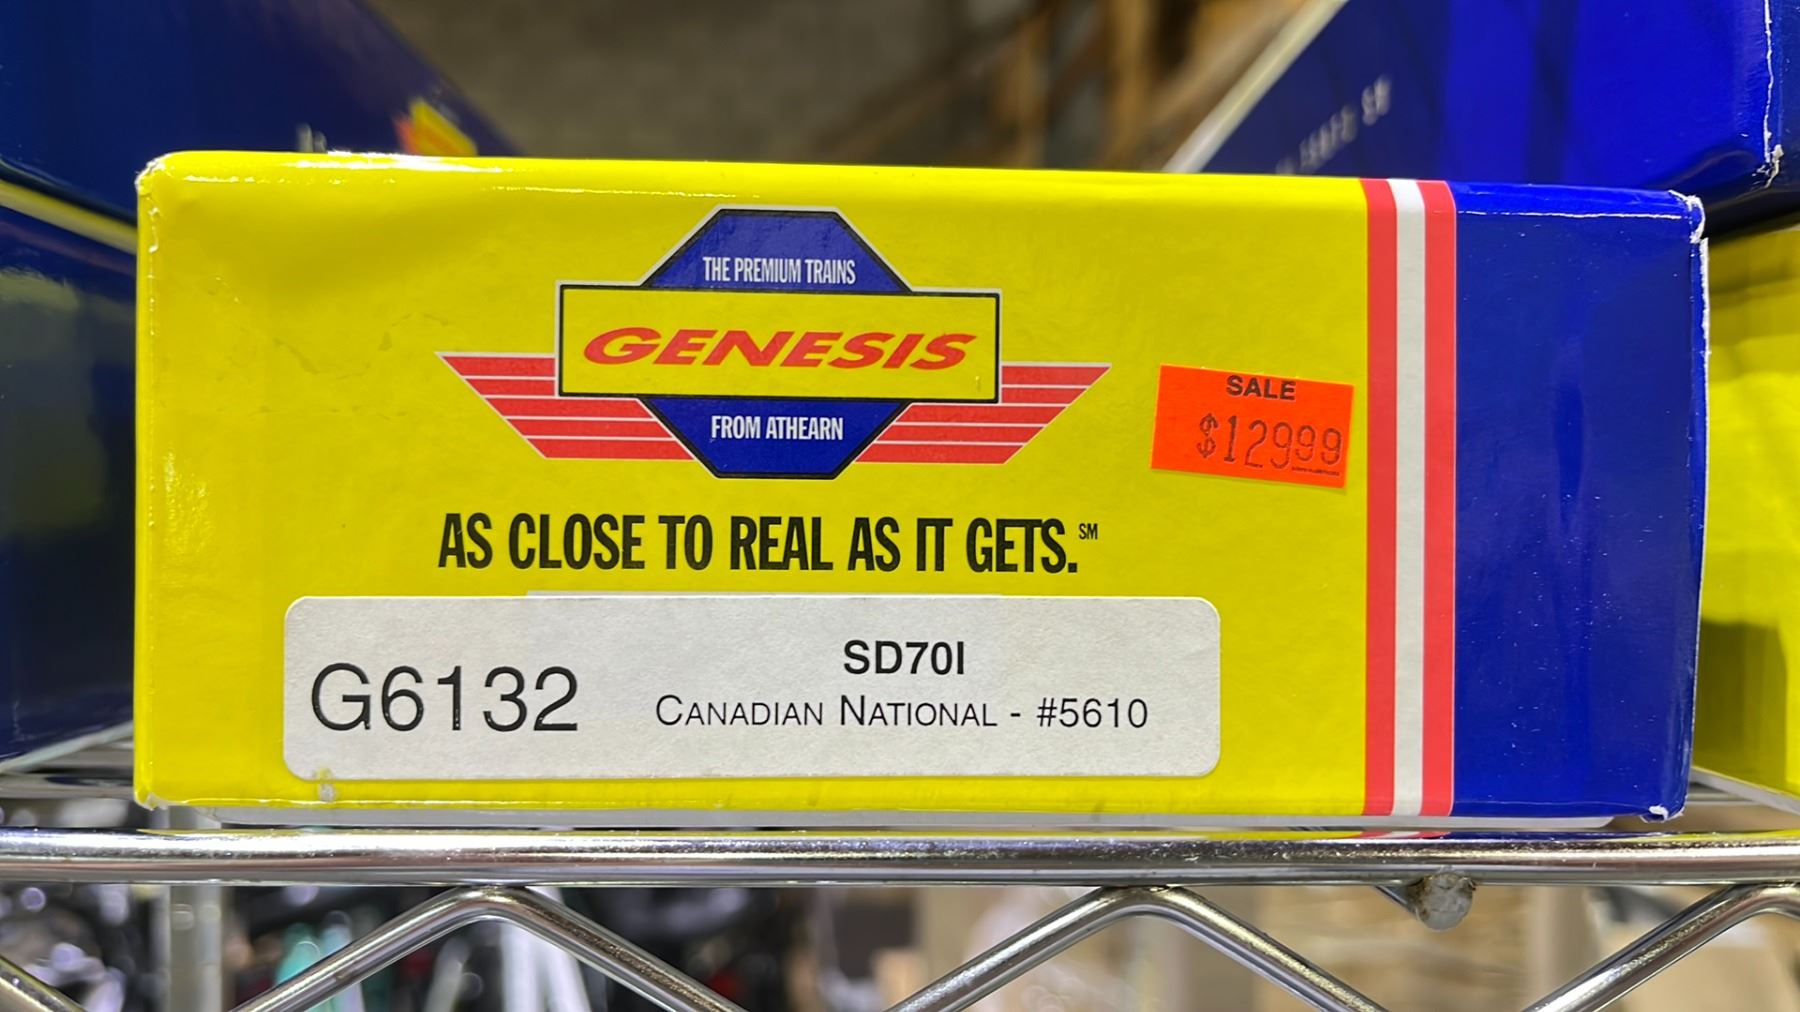 THE PREMIUM TRAINS
GENESIS
FROM ATHEARN
SALE
$12999
AS CLOSE TO REAL AS IT GETS.℠
G6132
SD70I
CANADIAN NATIONAL - #5610